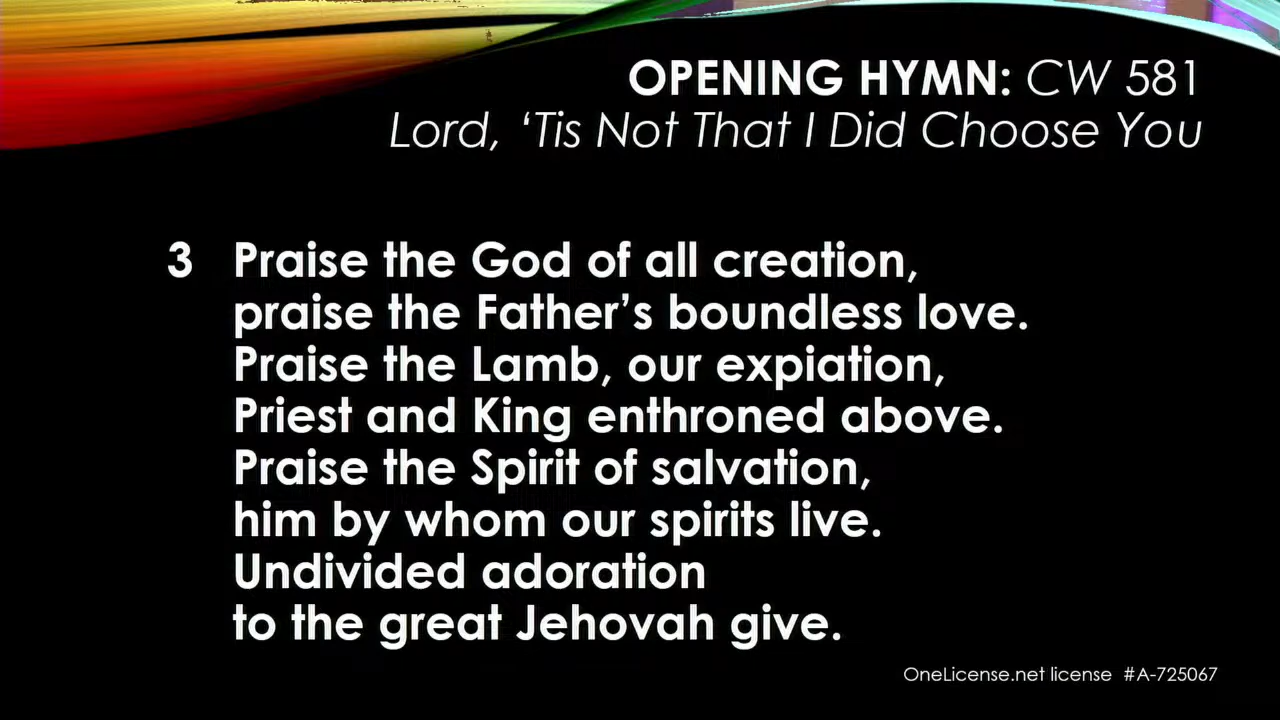 OPENING HYMN: CW 581
Lord, ‘Tis Not That I Did Choose You
3 Praise the God of all creation,
praise the Father’s boundless love.
Praise the Lamb, our expiation,
Priest and King enthroned above.
Praise the Spirit of salvation,
him by whom our spirits live.
Undivided adoration
to the great Jehovah give.
OneLicense.net license #A-725067